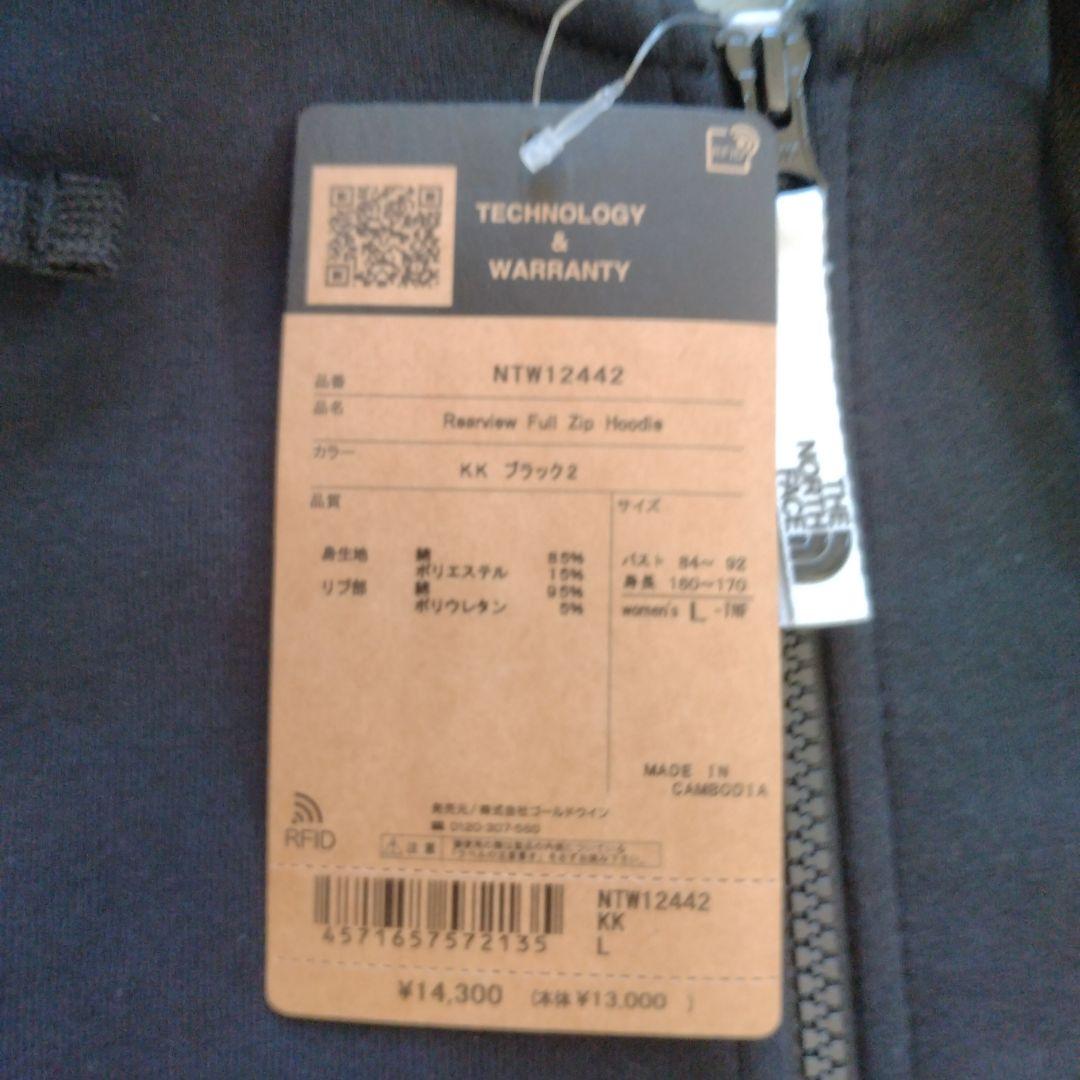 RFID
TECHNOLOGY
&
WARRANTY
品番 NTW12442
品名 Rearview Full Zip Hoodie
カラー KK ブラック2
品質 サイズ
身生地 綿 85%
ポリエステル 15%
リブ部 綿 95%
ポリウレタン 5%
バスト 84～ 92
身長 160～170
women's L -INF
MADE IN
CAMBODIA
発売元/株式会社ゴールドウイン
0120-307-560
RFID
注意
4571657572135
NTW12442
KK
L
¥14,300 (本体¥13,000 )
THE
NORTH
FACE